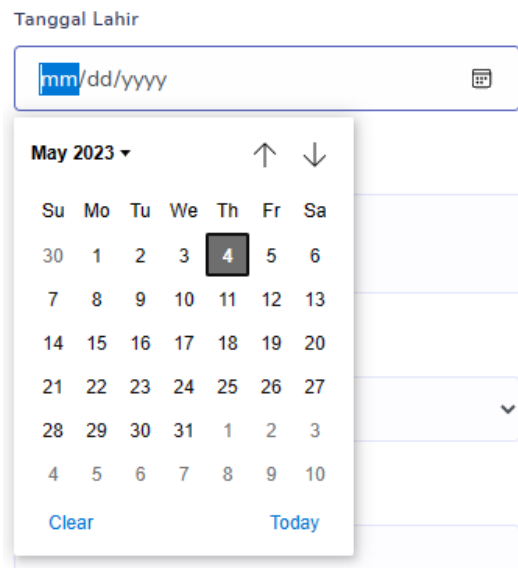 Tanggal Lahir
mm/dd/yyyy
May 2023
Su Mo Tu We Th Fr Sa
30 1 2 3 4 5 6
7 8 9 10 11 12 13
14 15 16 17 18 19 20
21 22 23 24 25 26 27
28 29 30 31 1 2 3
4 5 6 7 8 9 10
Clear Today